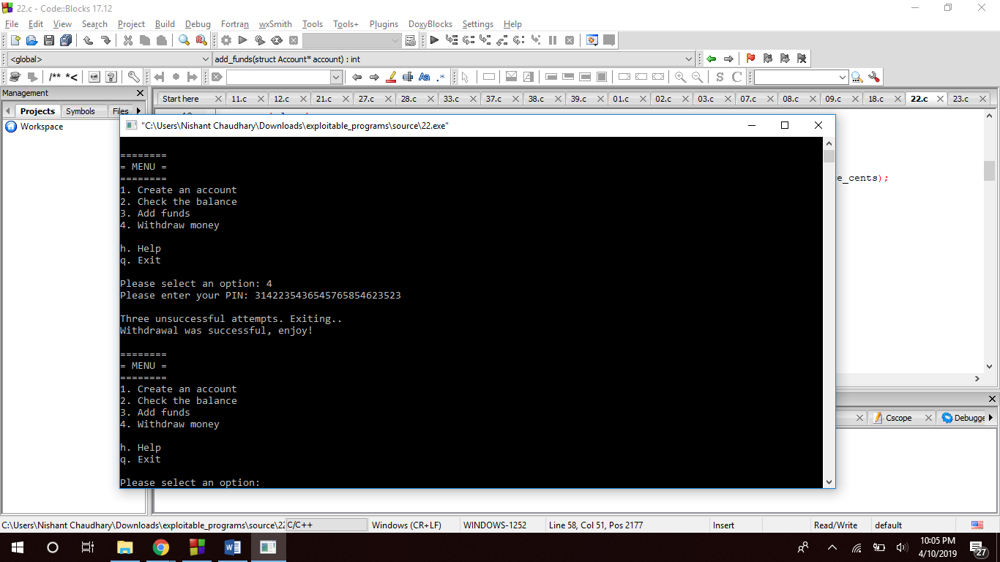 22.c - Code::Blocks 17.12
File Edit View Search Project Build Debug Fortran wxSmith Tools Tools+ Plugins DoxyBlocks Settings Help
<global> add_funds(struct Account* account) : int
/** *< S C
Management
Start here 11.c 12.c 21.c 27.c 28.c 33.c 37.c 38.c 39.c 01.c 02.c 03.c 07.c 08.c 09.c 18.c 22.c 23.c
Projects Symbols Files
Workspace
"C:\Users\Nishant Chaudhary\Downloads\exploitable_programs\source\22.exe"
========
= MENU =
========
e_cents);
1. Create an account
2. Check the balance
3. Add funds
4. Withdraw money
h. Help
q. Exit
Please select an option: 4
Please enter your PIN: 3142235436545765854623523
Three unsuccessful attempts. Exiting..
Withdrawal was successful, enjoy!
========
= MENU =
========
1. Create an account
2. Check the balance
3. Add funds
4. Withdraw money
h. Help
q. Exit
Please select an option:
Cscope Debugge
C:\Users\Nishant Chaudhary\Downloads\exploitable_programs\source\22 C/C++ Windows (CR+LF) WINDOWS-1252 Line 58, Col 51, Pos 2177 Insert Read/Write default
10:05 PM
4/10/2019
27